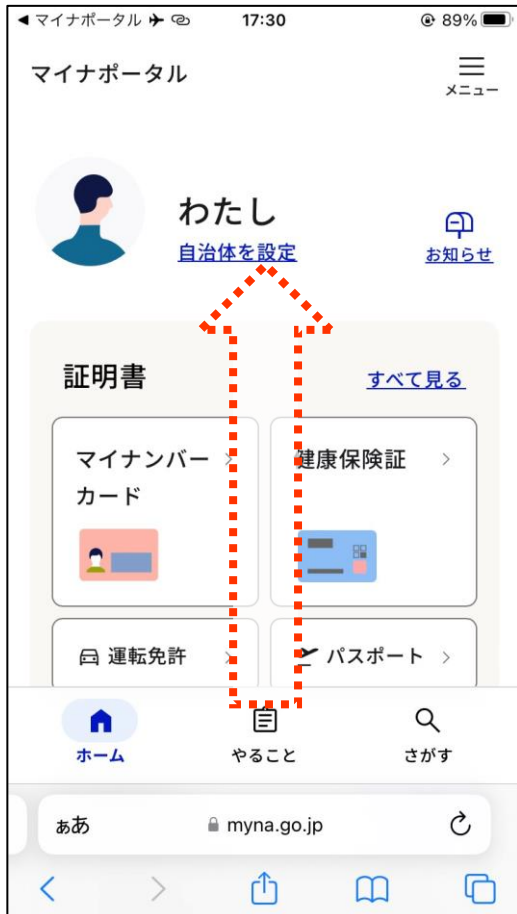 マイナポータル 17:30 89%
マイナポータル
メニュー
わたし
自治体を設定
お知らせ
証明書 すべて見る
マイナンバー
カード
健康保険証
運転免許 パスポート
ホーム やること さがす
ぁあ myna.go.jp